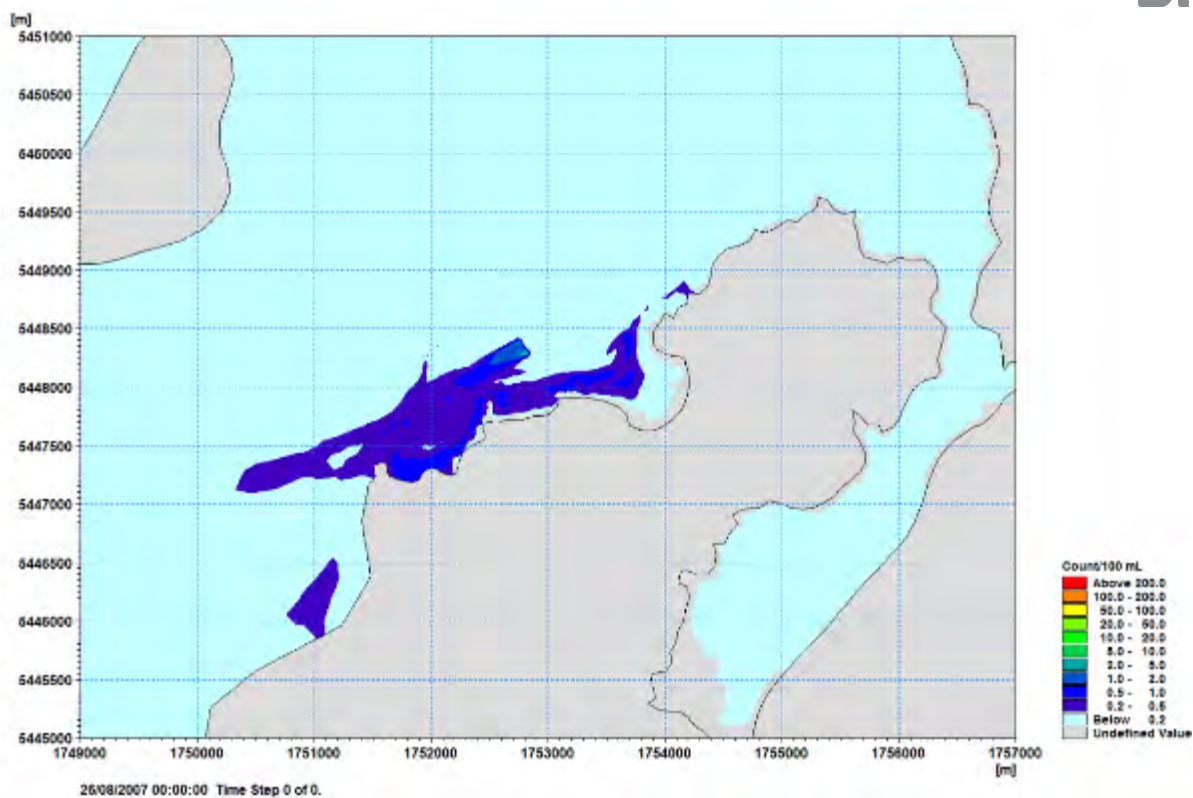 [m]
5451000
5450500
5450000
5449500
5449000
5448500
5448000
5447500
5447000
5446500
5446000
5445500
5445000
1749000 1750000 1751000 1752000 1753000 1754000 1755000 1756000 1757000
[m]
Count/100 mL
Above 200.0
100.0 - 200.0
50.0 - 100.0
20.0 - 50.0
10.0 - 20.0
5.0 - 10.0
2.0 - 5.0
1.0 - 2.0
0.5 - 1.0
0.2 - 0.5
Below 0.2
Undefined Value
26/08/2007 00:00:00 Time Step 0 of 0.